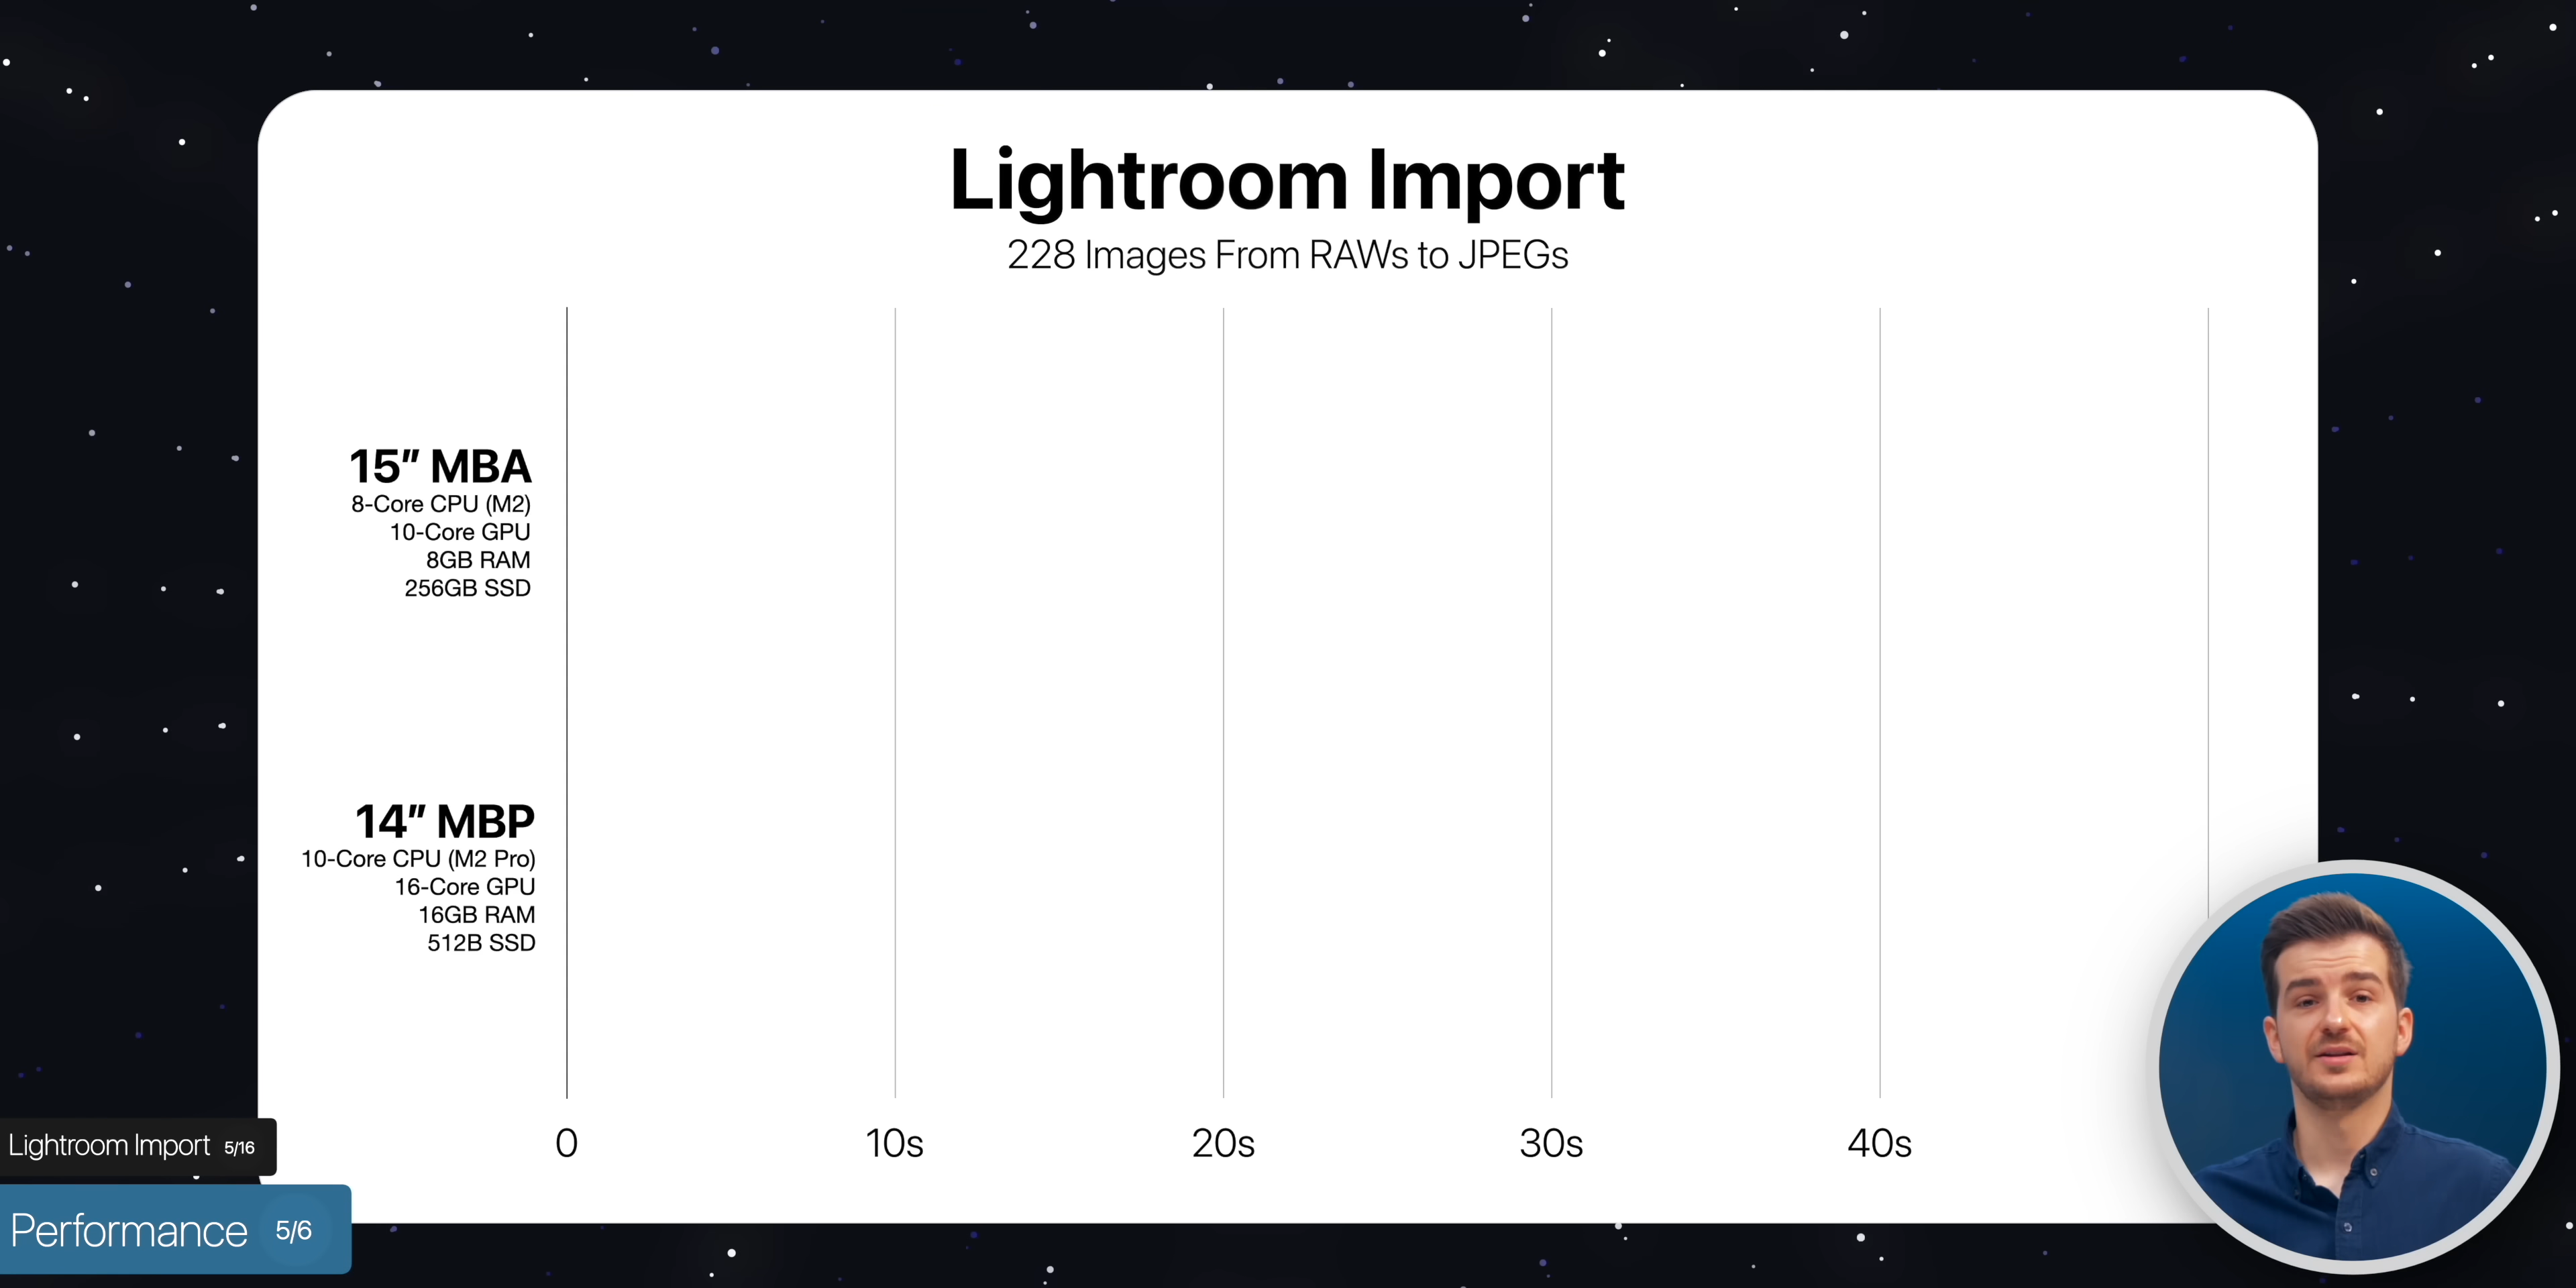 Lightroom Import
228 Images From RAWs to JPEGs
15″ MBA
8-Core CPU (M2)
10-Core GPU
8GB RAM
256GB SSD
14″ MBP
10-Core CPU (M2 Pro)
16-Core GPU
16GB RAM
512B SSD
0 10s 20s 30s 40s
Lightroom Import 5/16
Performance 5/6